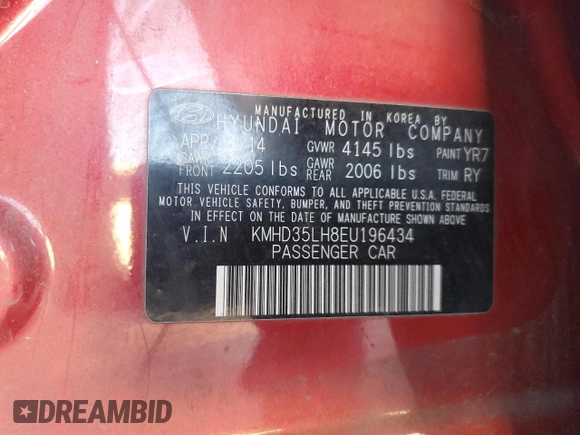 MANUFACTURED IN KOREA BY
HYUNDAI MOTOR COMPANY
GVWR 4145 lbs PAINT YR7
GAWR FRONT 2205 lbs GAWR REAR 2006 lbs TRIM RY
THIS VEHICLE CONFORMS TO ALL APPLICABLE U.S.A. FEDERAL
MOTOR VEHICLE SAFETY, BUMPER, AND THEFT PREVENTION STANDARDS
IN EFFECT ON THE DATE OF MANUFACTURE SHOWN ABOVE
V.I.N KMHD35LH8EU196434
PASSENGER CAR
DREAMBID